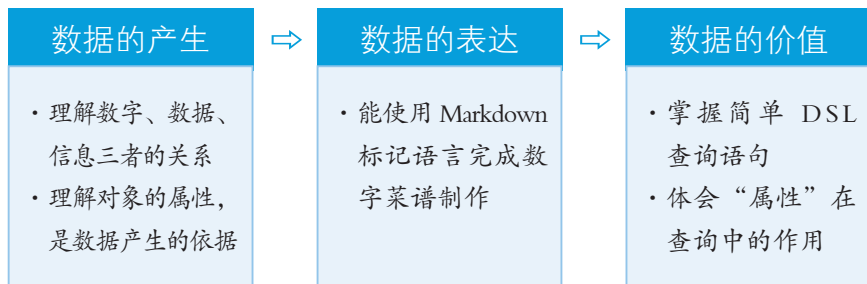 数据的产生
⇨
数据的表达
⇨
数据的价值
·理解数字、数据、
信息三者的关系
·理解对象的属性，
是数据产生的依据
·能使用 Markdown
标记语言完成数
字菜谱制作
·掌握简单 DSL
查询语句
·体会“属性”在
查询中的作用